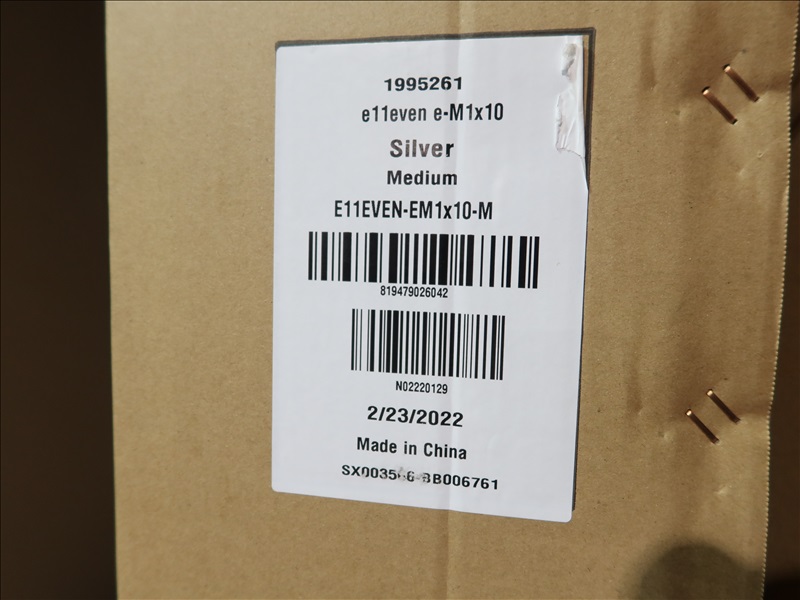 1995261
e11even e-M1x10
Silver
Medium
E11EVEN-EM1x10-M
819479026042
N02220129
2/23/2022
Made in China